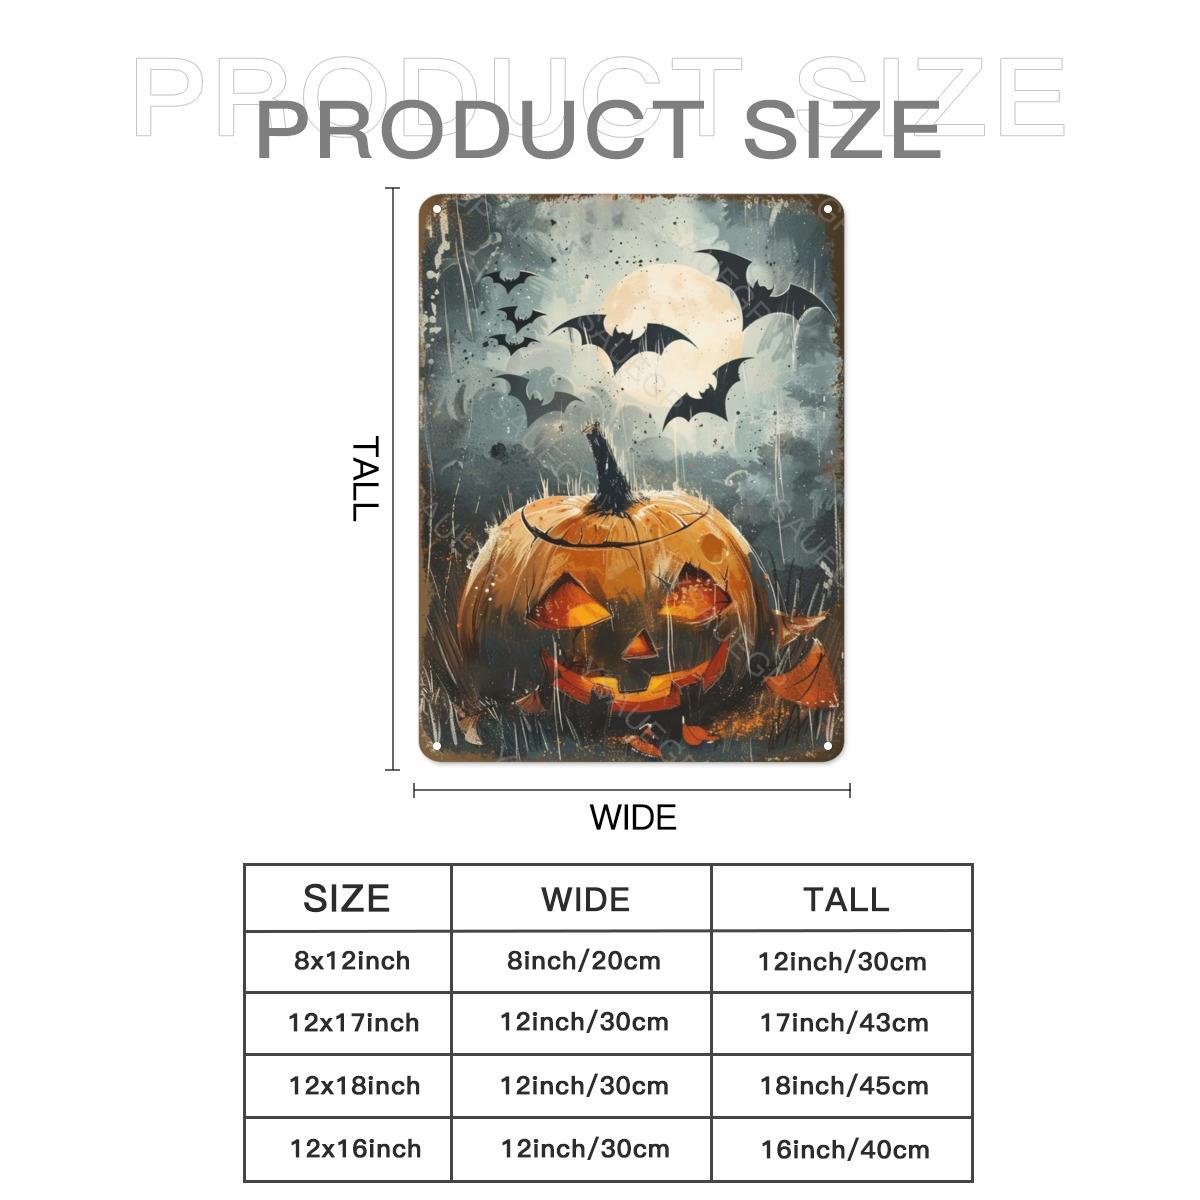 PRODUCT SIZE
PRODUCT SIZE
TALL
WIDE
SIZE WIDE TALL
8x12inch 8inch/20cm 12inch/30cm
12x17inch 12inch/30cm 17inch/43cm
12x18inch 12inch/30cm 18inch/45cm
12x16inch 12inch/30cm 16inch/40cm